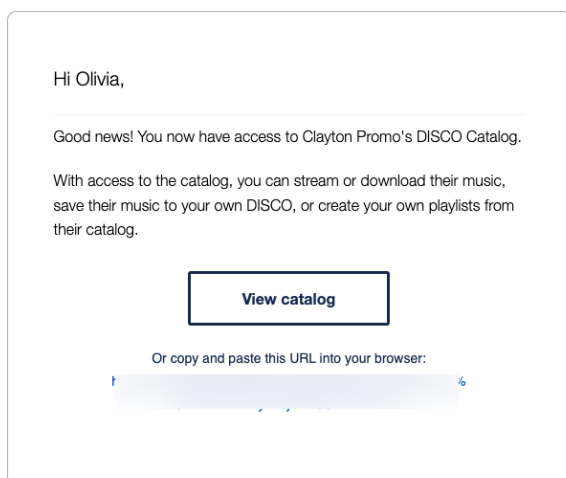 Hi Olivia,
Good news! You now have access to Clayton Promo's DISCO Catalog.
With access to the catalog, you can stream or download their music,
save their music to your own DISCO, or create your own playlists from
their catalog.
View catalog
Or copy and paste this URL into your browser: